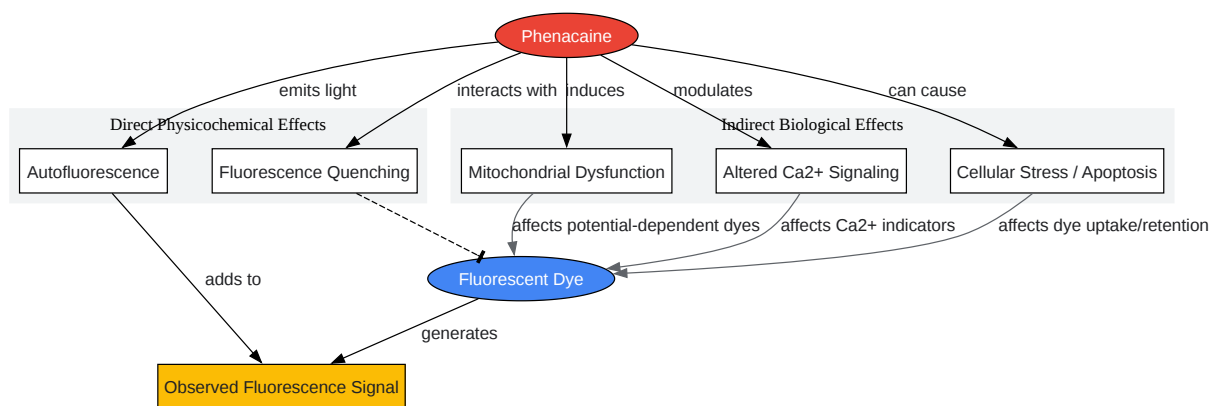 Phenacaine
emits light
interacts with
induces
modulates
can cause
Direct Physicochemical Effects
Indirect Biological Effects
Autofluorescence
Fluorescence Quenching
Mitochondrial Dysfunction
Altered Ca2+ Signaling
Cellular Stress / Apoptosis
affects potential-dependent dyes
affects Ca2+ indicators
affects dye uptake/retention
adds to
Fluorescent Dye
generates
Observed Fluorescence Signal